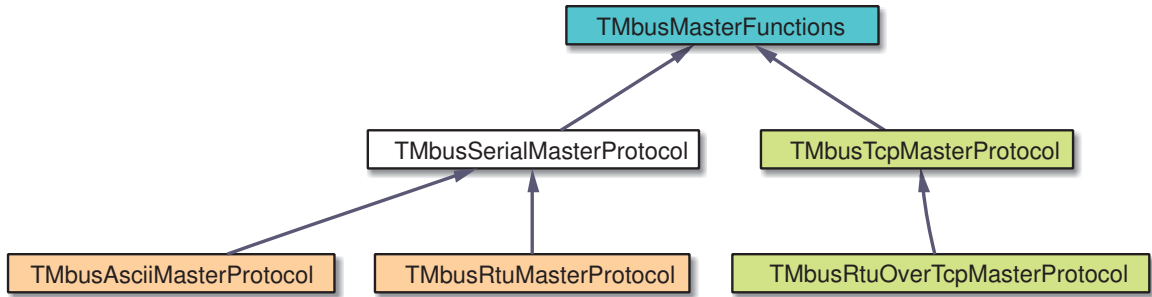 TMbusMasterFunctions
TMbusSerialMasterProtocol
TMbusTcpMasterProtocol
TMbusAsciiMasterProtocol
TMbusRtuMasterProtocol
TMbusRtuOverTcpMasterProtocol